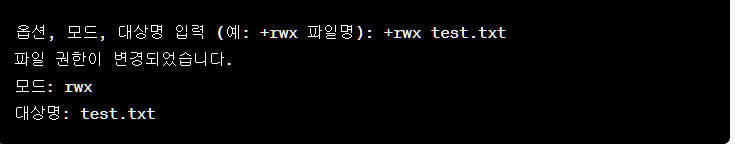 옵션, 모드, 대상명 입력 (예: +rwx 파일명): +rwx test.txt
파일 권한이 변경되었습니다.
모드: rwx
대상명: test.txt